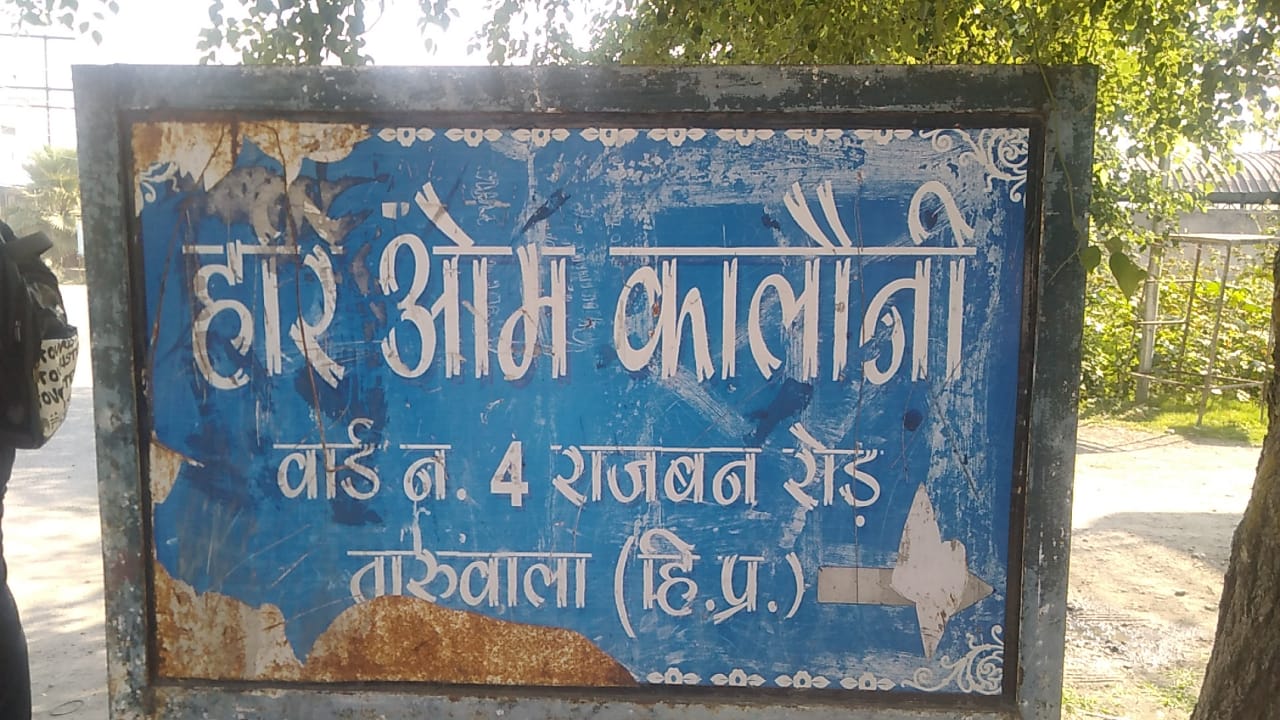 हरि ओम कालौनी
वार्ड न. 4 राजबन रोड़
तारूवाला (हि.प्र.)